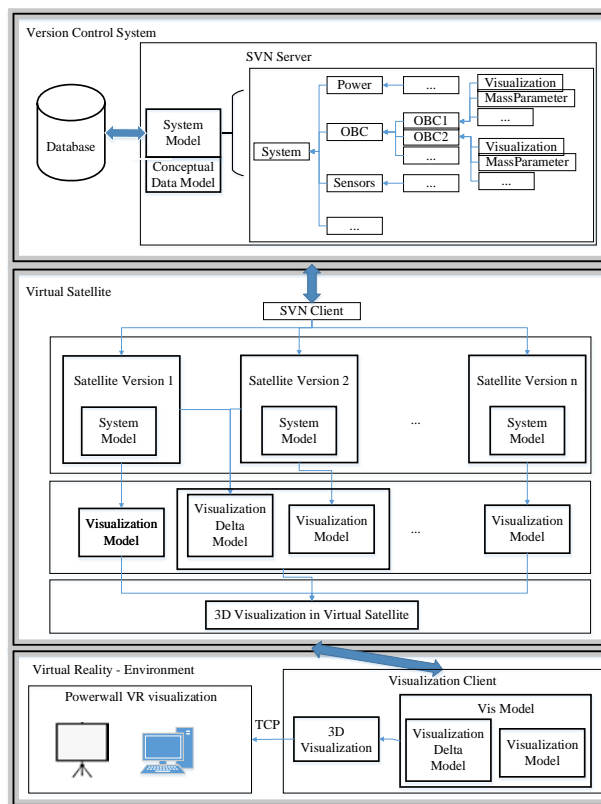 Version Control System
SVN Server
Database
System
Model
Conceptual
Data Model
System
Power
...
OBC
OBC1
OBC2
...
Sensors
...
...
Visualization
MassParameter
...
Visualization
MassParameter
...
Virtual Satellite
SVN Client
Satellite Version 1
System
Model
Satellite Version 2
System
Model
...
Satellite Version n
System
Model
Visualization
Model
Visualization
Delta
Model
Visualization
Model
...
Visualization
Model
3D Visualization in Virtual Satellite
Virtual Reality - Environment
Powerwall VR visualization
TCP
Visualization Client
3D
Visualization
Vis Model
Visualization
Delta
Model
Visualization
Model